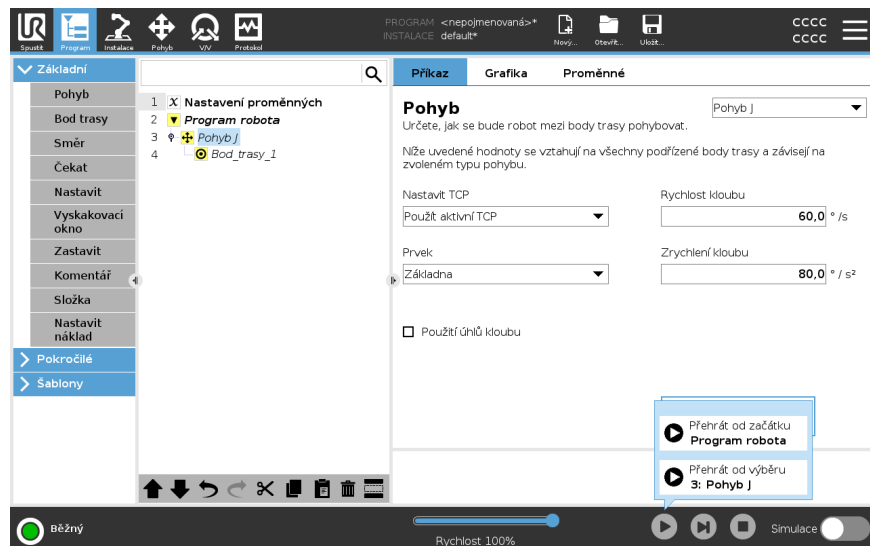 PROGRAM <nepojmenovaná>*
INSTALACE default*
cccc
cccc
Spustit Program Instalace Pohyb V/V Protokol
Nový... Otevřít... Uložit...
Základní
Pohyb
Bod trasy
Směr
Čekat
Nastavit
Vyskakovací
okno
Zastavit
Komentář
Složka
Nastavit
náklad
Pokročilé
Šablony
1 X Nastavení proměnných
2 Program robota
3 Pohyb J
4 Bod_trasy_1
Příkaz Grafika Proměnné
Pohyb
Pohyb J
Určete, jak se bude robot mezi body trasy pohybovat.
Níže uvedené hodnoty se vztahují na všechny podřízené body trasy a závisejí na
zvoleném typu pohybu.
Nastavit TCP
Rychlost kloubu
Použít aktivní TCP
60,0 ° /s
Prvek
Zrychlení kloubu
Základna
80,0 ° / s²
Použití úhlů kloubu
Přehrát od začátku
Program robota
Přehrát od výběru
3: Pohyb J
Běžný
Rychlost 100%
Simulace